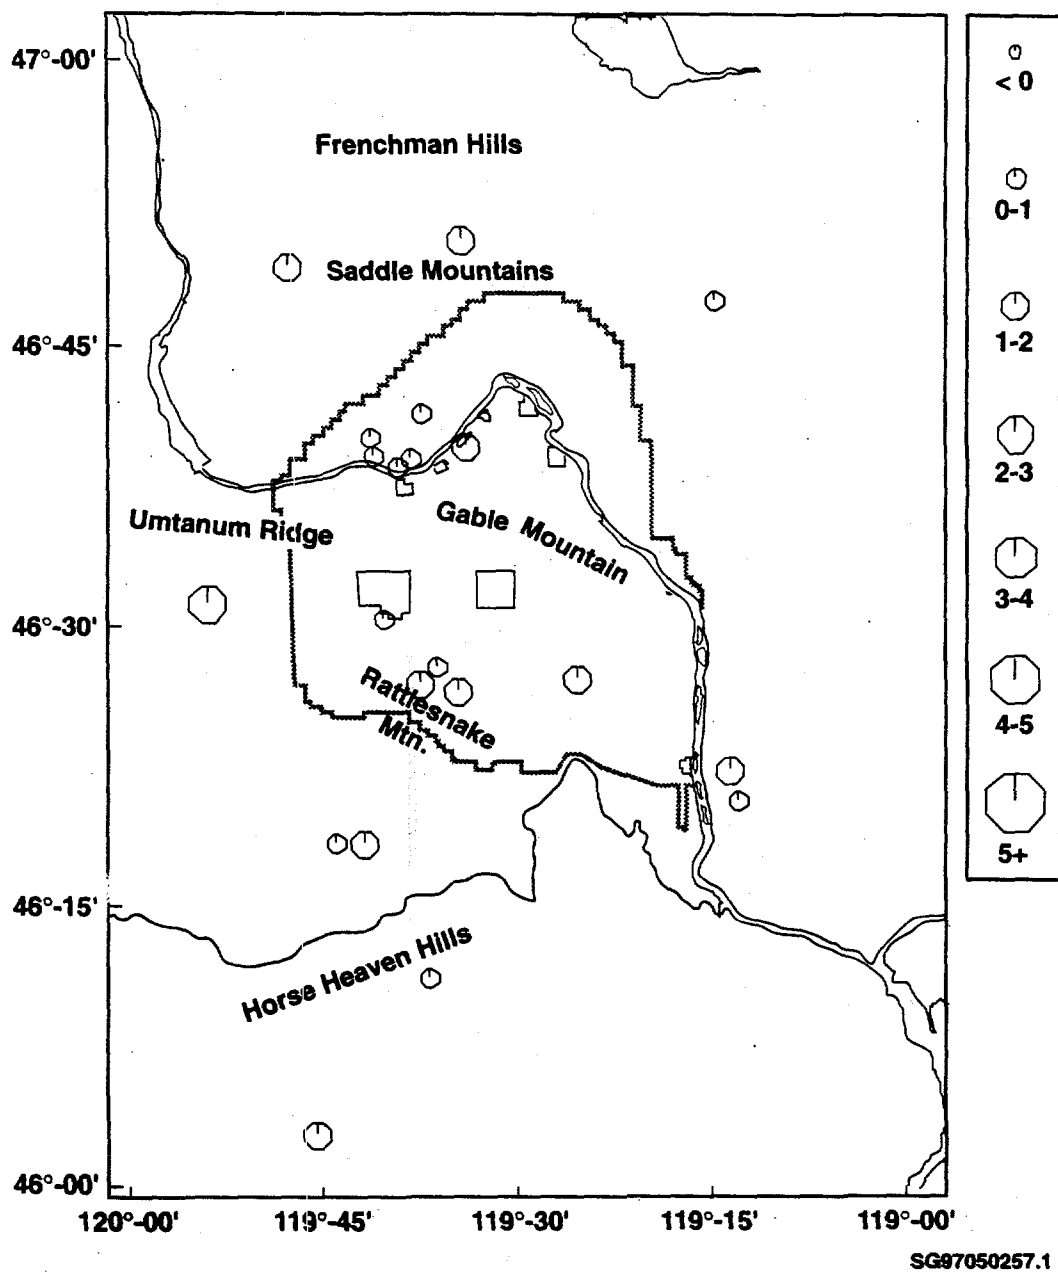 47°-00'
46°-45'
46°-30'
46°-15'
46°-00'
120°-00'
119°-45'
119°-30'
119°-15'
119°-00'
Frenchman Hills
Saddle Mountains
Umtanum Ridge
Gable Mountain
Rattlesnake
Mtn.
Horse Heaven Hills
< 0
0-1
1-2
2-3
3-4
4-5
5+
SG97050257.1